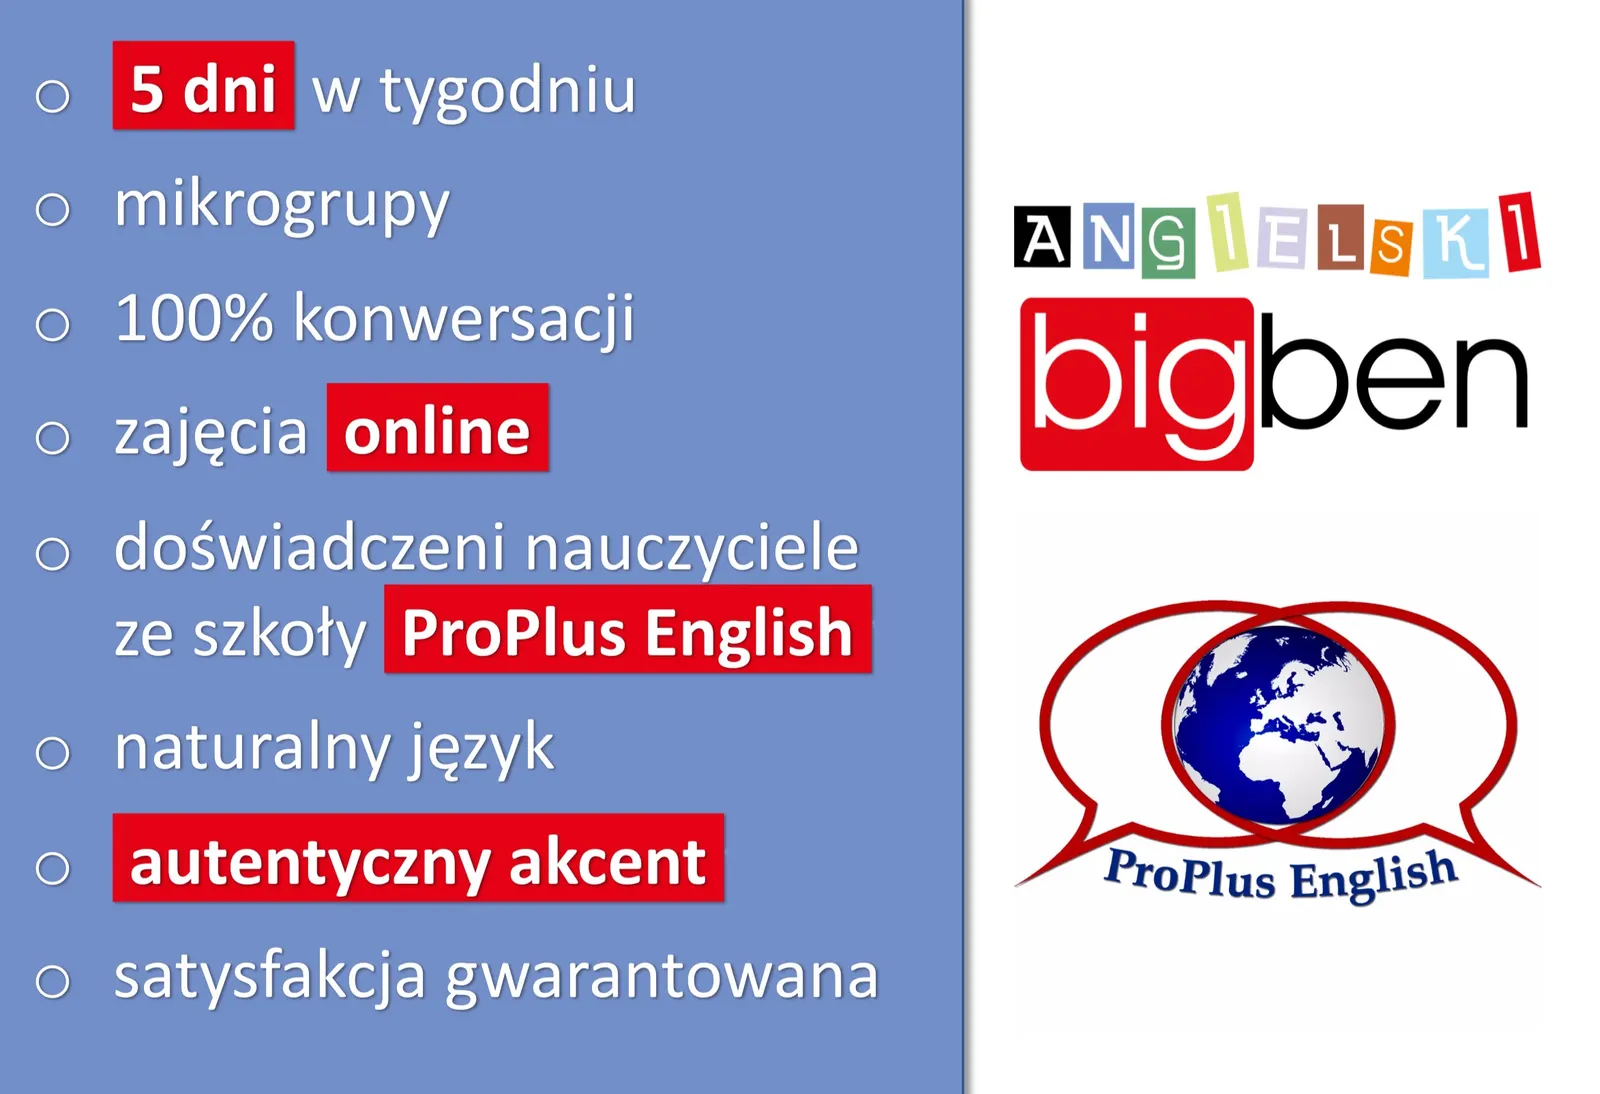 5 dni w tygodniu
mikrogrupy
100% konwersacji
zajęcia online
doświadczeni nauczyciele
ze szkoły ProPlus English
naturalny język
autentyczny akcent
satysfakcja gwarantowana
ANGIELSKI
bigben
ProPlus English